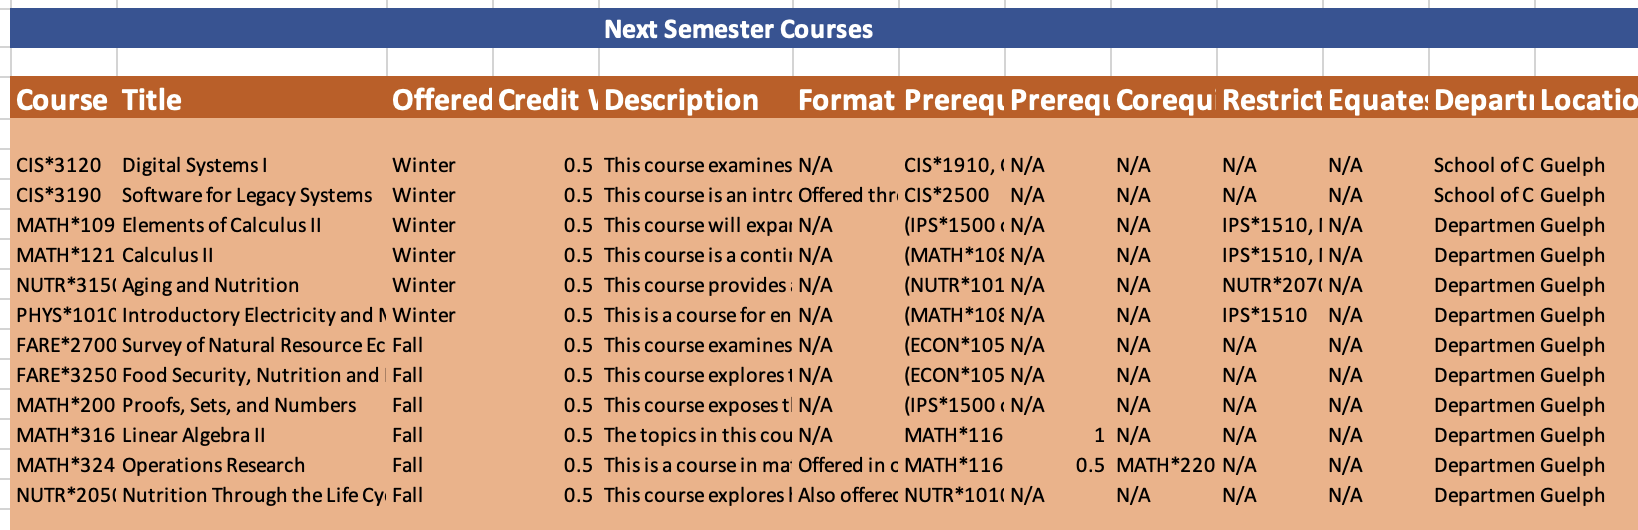 Next Semester Courses
Course Title Offered Credit Description Format Prerequ Prerequ Corequi Restrict Equates Departi Locatio
CIS*3120 Digital Systems I Winter 0.5 This course examines N/A CIS*1910, N/A N/A N/A N/A School of C Guelph
CIS*3190 Software for Legacy Systems Winter 0.5 This course is an intro Offered thr CIS*2500 N/A N/A N/A N/A School of C Guelph
MATH*109 Elements of Calculus II Winter 0.5 This course will expa N/A (IPS*1500 N/A N/A IPS*1510, N/A Departmen Guelph
MATH*121 Calculus II Winter 0.5 This course is a conti N/A (MATH*108 N/A N/A IPS*1510, N/A Departmen Guelph
NUTR*3150 Aging and Nutrition Winter 0.5 This course provides N/A (NUTR*101 N/A N/A NUTR*2070 N/A Departmen Guelph
PHYS*1010 Introductory Electricity and Winter 0.5 This is a course for en N/A (MATH*108 N/A N/A IPS*1510 N/A Departmen Guelph
FARE*2700 Survey of Natural Resource Ec Fall 0.5 This course examines N/A (ECON*105 N/A N/A N/A N/A Departmen Guelph
FARE*3250 Food Security, Nutrition and Fall 0.5 This course explores t N/A (ECON*105 N/A N/A N/A N/A Departmen Guelph
MATH*200 Proofs, Sets, and Numbers Fall 0.5 This course exposes t N/A (IPS*1500 N/A N/A N/A N/A Departmen Guelph
MATH*316 Linear Algebra II Fall 0.5 The topics in this cou N/A MATH*116 1 N/A N/A N/A Departmen Guelph
MATH*324 Operations Research Fall 0.5 This is a course in ma Offered in MATH*116 0.5 MATH*220 N/A N/A Departmen Guelph
NUTR*2050 Nutrition Through the Life Cy Fall 0.5 This course explores Also offered NUTR*1010 N/A N/A N/A N/A Departmen Guelph